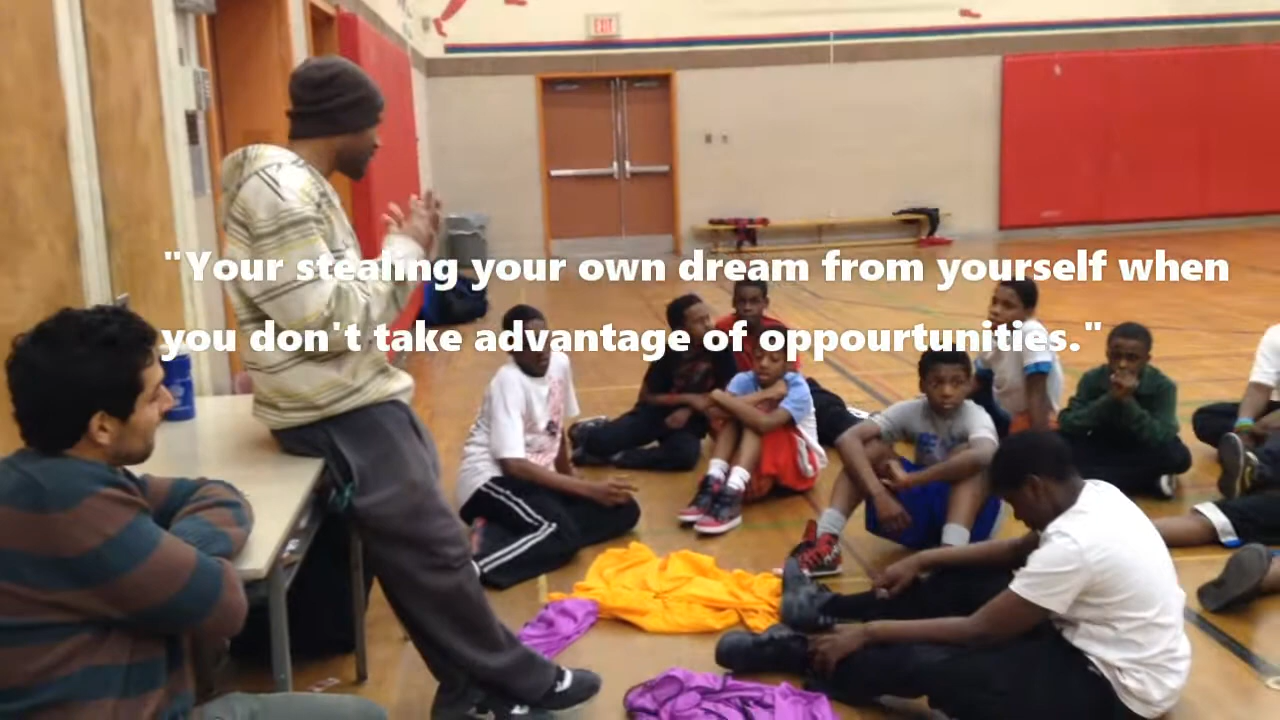 EXIT
"Your stealing your own dream from yourself when
you don't take advantage of oppourtunities."